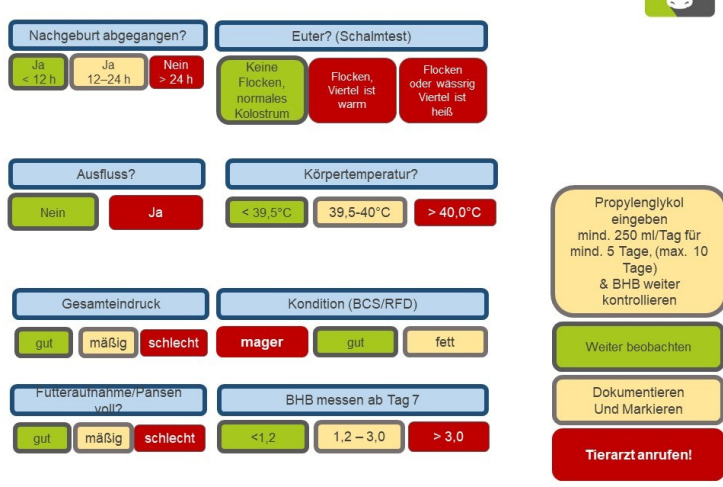 Nachgeburt abgegangen?
Ja
< 12 h
Ja
12–24 h
Nein
> 24 h
Euter? (Schalmtest)
Keine
Flocken,
normales
Kolostrum
Flocken,
Viertel ist
warm
Flocken
oder wässrig
Viertel ist
heiß
Ausfluss?
Nein
Ja
Körpertemperatur?
< 39,5°C
39,5-40°C
> 40,0°C
Gesamteindruck
gut
mäßig
schlecht
Kondition (BCS/RFD)
mager
gut
fett
Futteraufnahme/Pansen
voll?
gut
mäßig
schlecht
BHB messen ab Tag 7
<1,2
1,2 – 3,0
> 3,0
Propylenglykol
eingeben
mind. 250 ml/Tag für
mind. 5 Tage, (max. 10
Tage)
& BHB weiter
kontrollieren
Weiter beobachten
Dokumentieren
Und Markieren
Tierarzt anrufen!